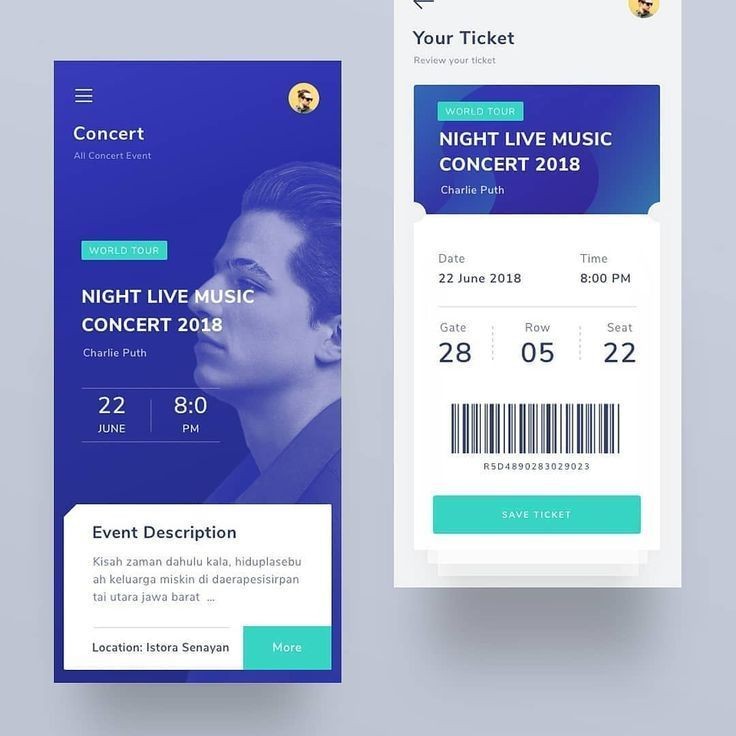 Concert
All Concert Event
WORLD TOUR
NIGHT LIVE MUSIC
CONCERT 2018
Charlie Puth
22
JUNE
8:0
PM
Event Description
Kisah zaman dahulu kala, hiduplasebu
ah keluarga miskin di daerapesisirpan
tai utara jawa barat ...
Location: Istora Senayan
More
Your Ticket
Review your ticket
WORLD TOUR
NIGHT LIVE MUSIC
CONCERT 2018
Charlie Puth
Date
22 June 2018
Time
8:00 PM
Gate
28
Row
05
Seat
22
R5D4890283029023
SAVE TICKET